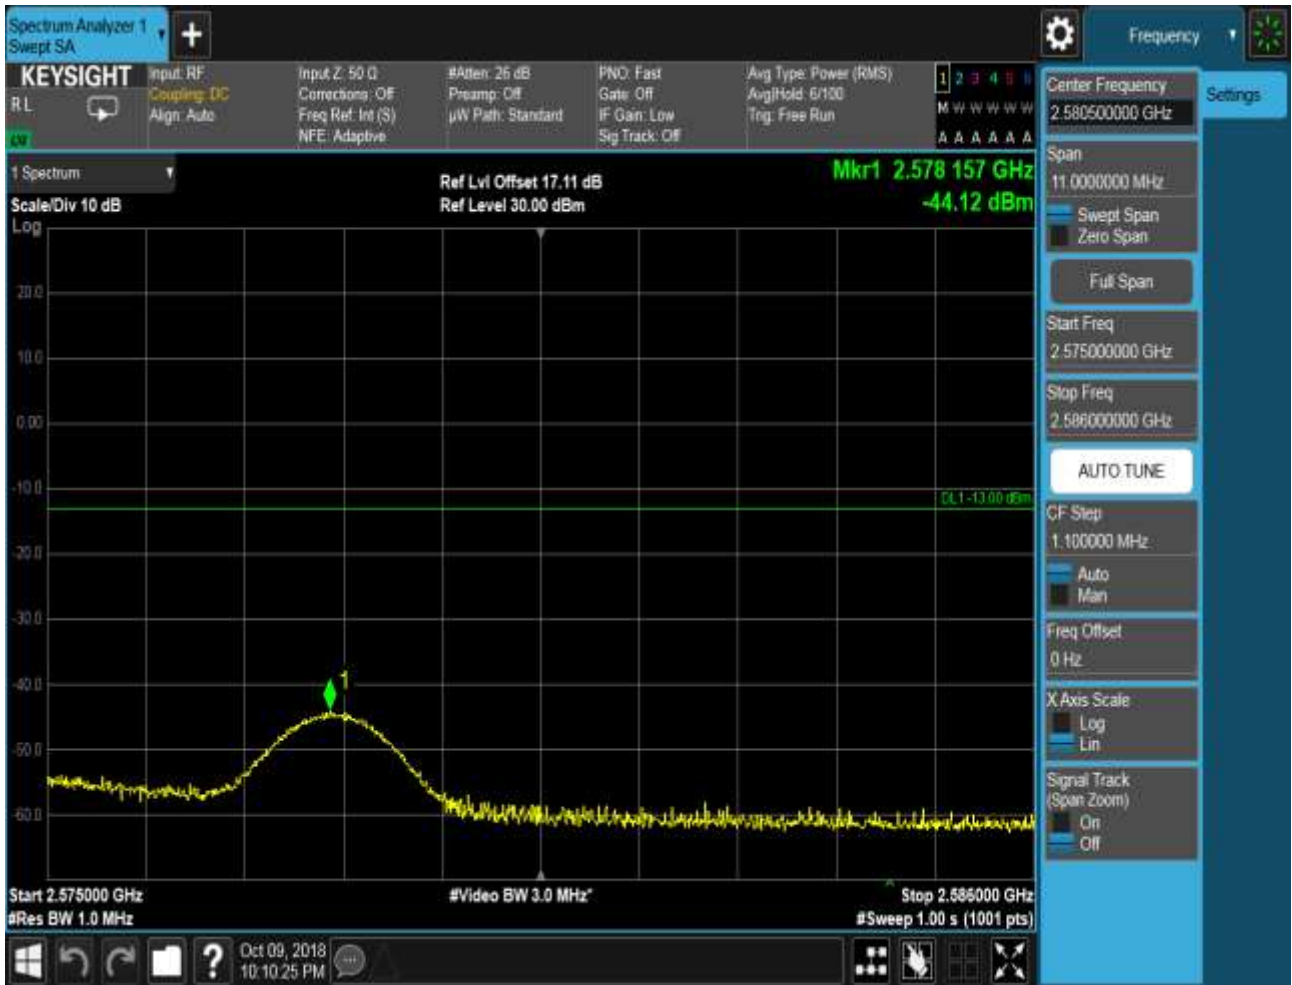 Spectrum Analyzer 1
Swept SA
Frequency
KEYSIGHT
RL
Input: RF
Coupling: DC
Align: Auto
Input Z: 50 Ω
Corrections: Off
Freq Ref: Int (S)
NFE: Adaptive
#Atten: 26 dB
Preamp: Off
µW Path: Standard
PNO: Fast
Gate: Off
IF Gain: Low
Sig Track: Off
Avg Type: Power (RMS)
Avg|Hold: 6/100
Trig: Free Run
1 2 3 4 5 6
M W W W W W
A A A A A A
1 Spectrum
Scale/Div 10 dB
Log
Ref Lvl Offset 17.11 dB
Ref Level 30.00 dBm
Mkr1 2.578 157 GHz
-44.12 dBm
20.0
10.0
0.00
-10.0
DL1 -13.00 dBm
-20.0
-30.0
-40.0
1
-50.0
-60.0
Start 2.575000 GHz
#Video BW 3.0 MHz*
Stop 2.586000 GHz
#Res BW 1.0 MHz
#Sweep 1.00 s (1001 pts)
Center Frequency
2.580500000 GHz
Settings
Span
11.0000000 MHz
Swept Span
Zero Span
Full Span
Start Freq
2.575000000 GHz
Stop Freq
2.586000000 GHz
AUTO TUNE
CF Step
1.100000 MHz
Auto
Man
Freq Offset
0 Hz
X Axis Scale
Log
Lin
Signal Track
(Span Zoom)
On
Off
?
Oct 09, 2018
10:10:25 PM